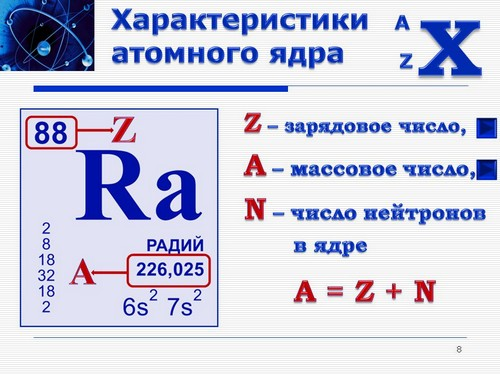 Характеристики
атомного ядра
A
Z
X
88
Z
Ra
2
8
18
32
18
2
РАДИЙ
A
226,025
6s² 7s²
Z – зарядовое число,
A – массовое число,
N – число нейтронов
в ядре
A = Z + N
8